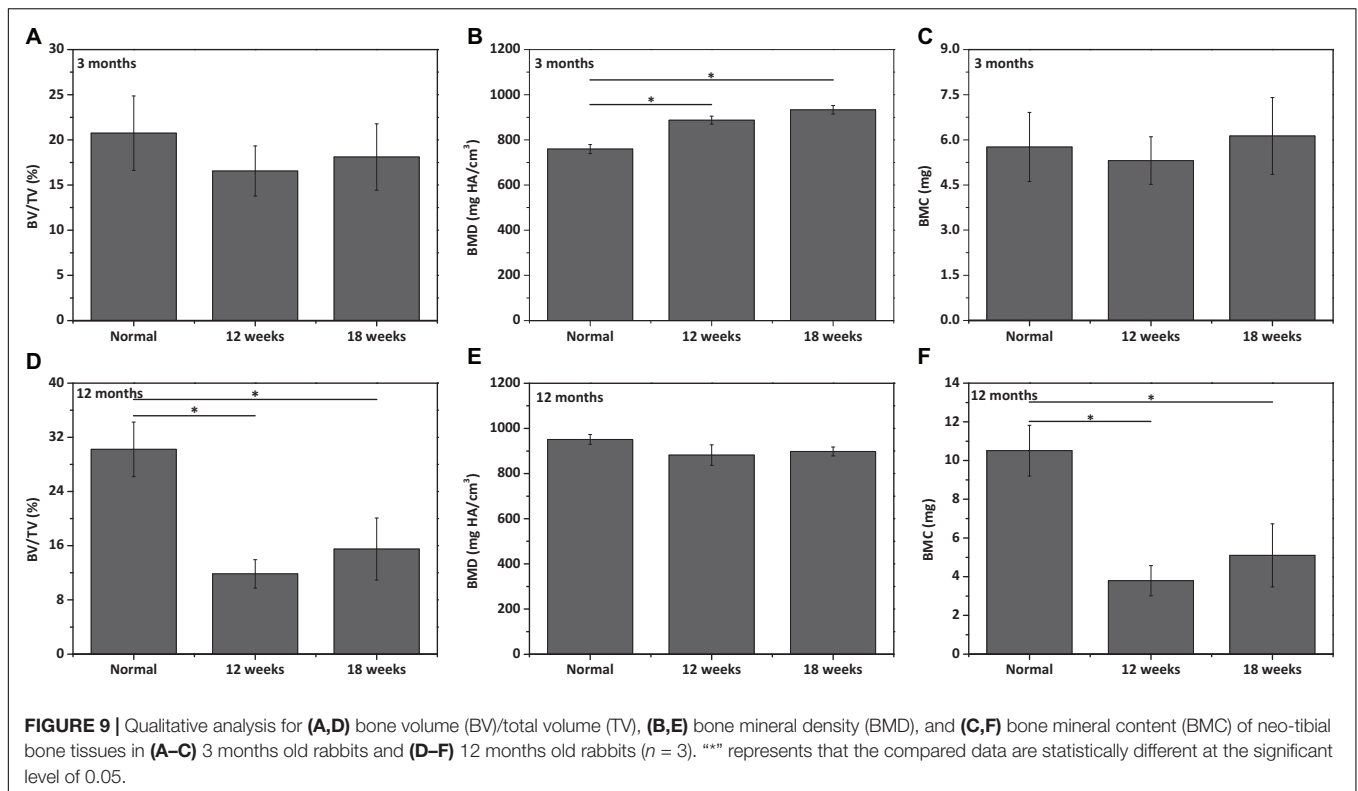 A
30
25
20
15
10
5
0
BV/TV (%)
3 months
Normal
12 weeks
18 weeks
B
1200
1000
800
600
400
200
0
BMD (mg HA/cm³)
3 months
*
*
Normal
12 weeks
18 weeks
C
9.0
7.5
6.0
4.5
3.0
1.5
0.0
BMC (mg)
3 months
Normal
12 weeks
18 weeks
D
40
32
24
16
8
0
BV/TV (%)
12 months
*
*
Normal
12 weeks
18 weeks
E
1200
1000
800
600
400
200
0
BMD (mg HA/cm³)
12 months
Normal
12 weeks
18 weeks
F
14
12
10
8
6
4
2
0
BMC (mg)
12 months
*
*
Normal
12 weeks
18 weeks
FIGURE 9 | Qualitative analysis for (A,D) bone volume (BV)/total volume (TV), (B,E) bone mineral density (BMD), and (C,F) bone mineral content (BMC) of neo-tibial
bone tissues in (A–C) 3 months old rabbits and (D–F) 12 months old rabbits (n = 3). “*” represents that the compared data are statistically different at the significant
level of 0.05.